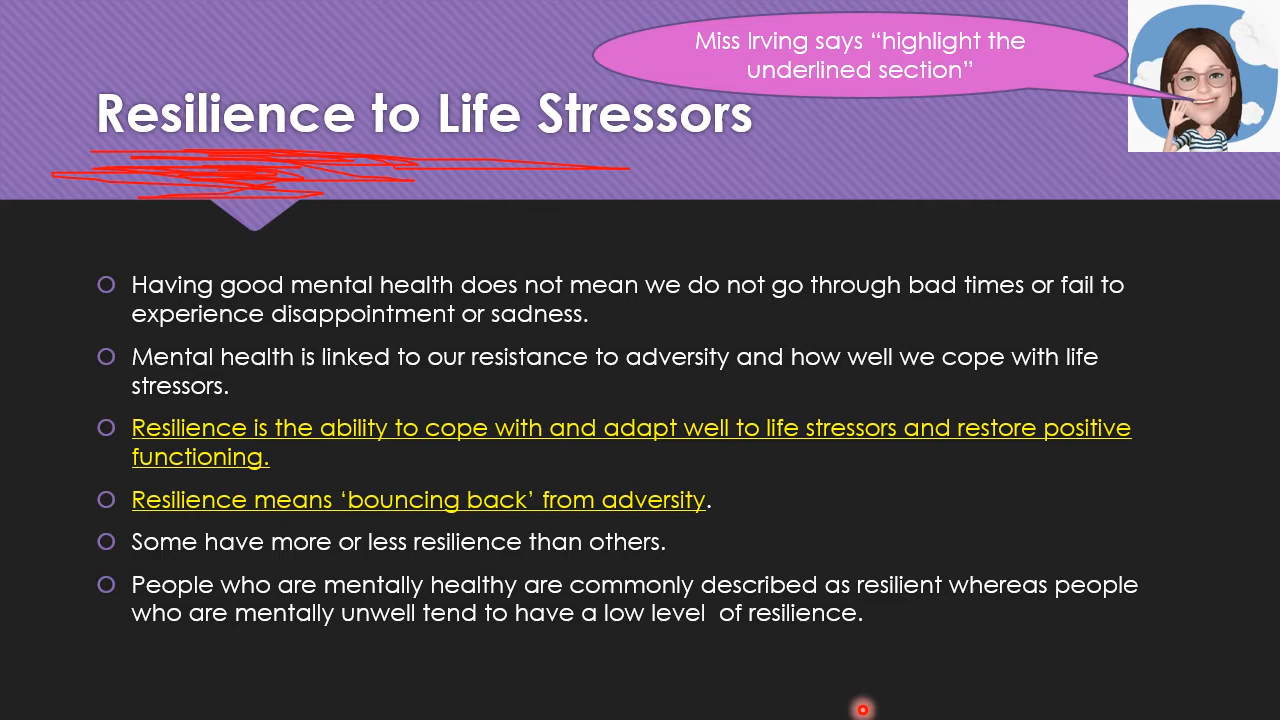 Miss Irving says “highlight the
underlined section”
Resilience to Life Stressors
Having good mental health does not mean we do not go through bad times or fail to
experience disappointment or sadness.
Mental health is linked to our resistance to adversity and how well we cope with life
stressors.
Resilience is the ability to cope with and adapt well to life stressors and restore positive
functioning.
Resilience means ‘bouncing back’ from adversity.
Some have more or less resilience than others.
People who are mentally healthy are commonly described as resilient whereas people
who are mentally unwell tend to have a low level  of resilience.